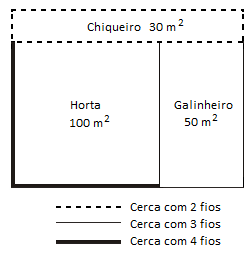 Chiqueiro 30 m²
Horta
100 m²
Galinheiro
50 m²
Cerca com 2 fios
Cerca com 3 fios
Cerca com 4 fios